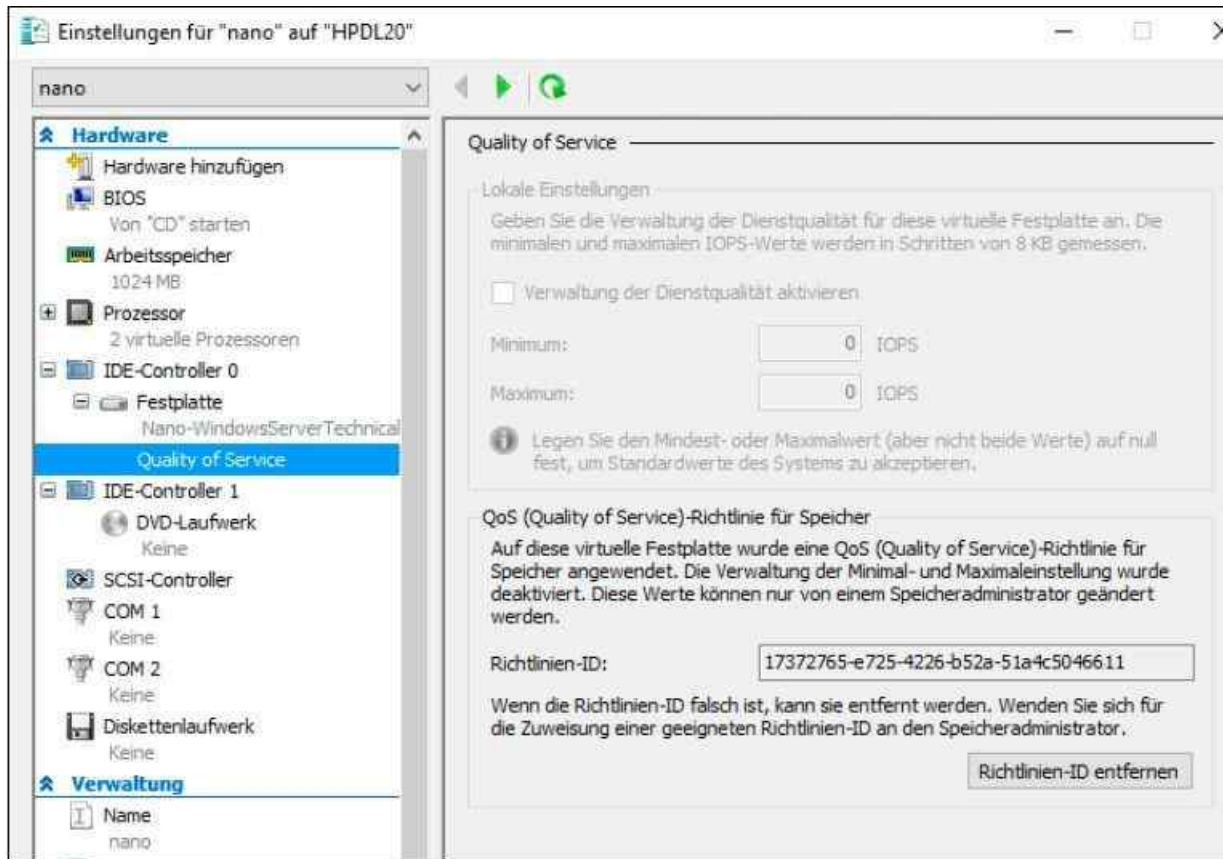 Einstellungen für "nano" auf "HPDL20"
nano
Hardware
Hardware hinzufügen
BIOS
Von "CD" starten
Arbeitsspeicher
1024 MB
Prozessor
2 virtuelle Prozessoren
IDE-Controller 0
Festplatte
Nano-WindowsServerTechnical
Quality of Service
IDE-Controller 1
DVD-Laufwerk
Keine
SCSI-Controller
COM 1
Keine
COM 2
Keine
Diskettenlaufwerk
Keine
Verwaltung
Name
nano
Quality of Service
Lokale Einstellungen
Geben Sie die Verwaltung der Dienstqualität für diese virtuelle Festplatte an. Die
minimalen und maximalen IOPS-Werte werden in Schritten von 8 KB gemessen.
Verwaltung der Dienstqualität aktivieren
Minimum: 0 IOPS
Maximum: 0 IOPS
Legen Sie den Mindest- oder Maximalwert (aber nicht beide Werte) auf null
fest, um Standardwerte des Systems zu akzeptieren.
QoS (Quality of Service)-Richtlinie für Speicher
Auf diese virtuelle Festplatte wurde eine QoS (Quality of Service)-Richtlinie für
Speicher angewendet. Die Verwaltung der Minimal- und Maximaleinstellung wurde
deaktiviert. Diese Werte können nur von einem Speicheradministrator geändert
werden.
Richtlinien-ID: 17372765-e725-4226-b52a-51a4c5046611
Wenn die Richtlinien-ID falsch ist, kann sie entfernt werden. Wenden Sie sich für
die Zuweisung einer geeigneten Richtlinien-ID an den Speicheradministrator.
Richtlinien-ID entfernen